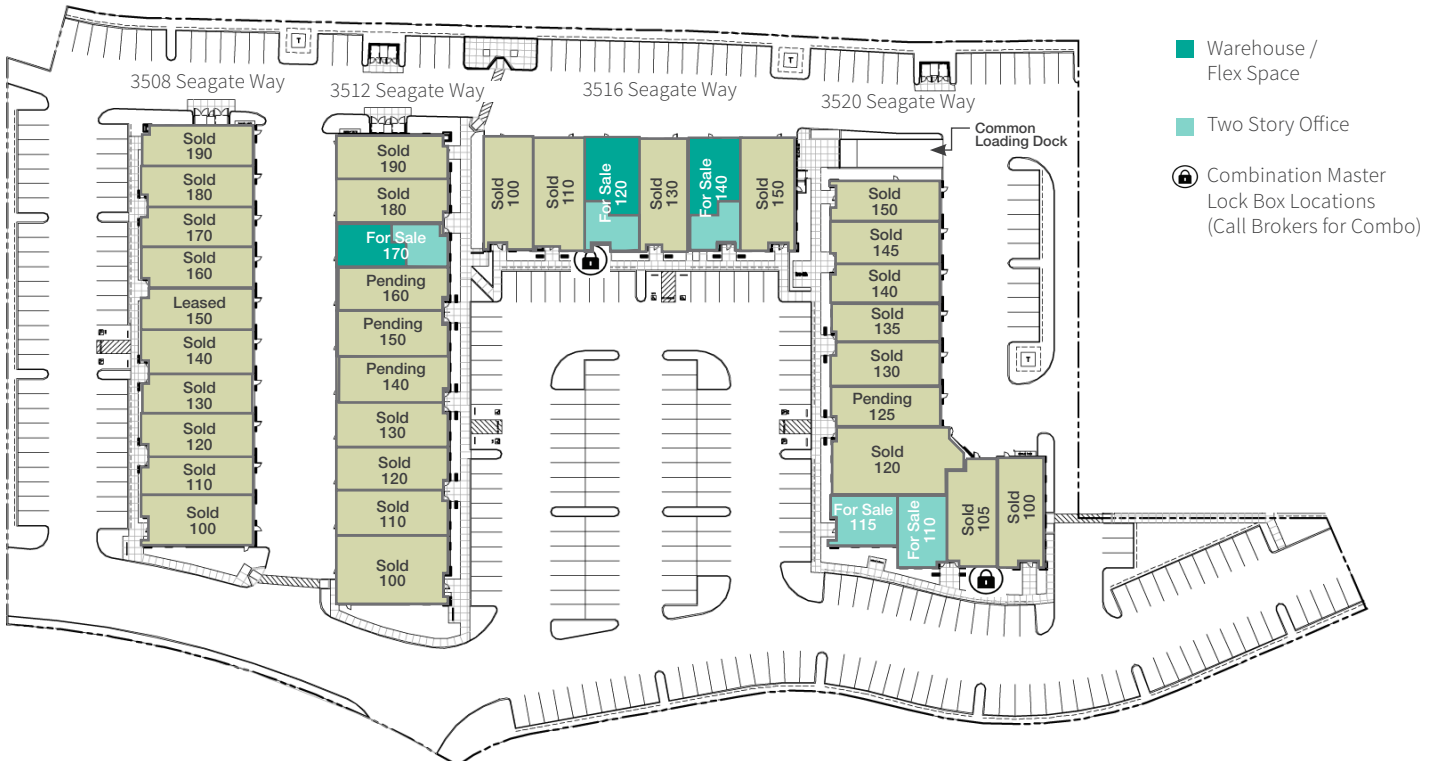 3508 Seagate Way
3512 Seagate Way
3516 Seagate Way
3520 Seagate Way
Warehouse /
Flex Space
Two Story Office
Combination Master
Lock Box Locations
(Call Brokers for Combo)
Common
Loading Dock
T
T
T
Sold
190
Sold
180
Sold
170
Sold
160
Leased
150
Sold
140
Sold
130
Sold
120
Sold
110
Sold
100
Sold
190
Sold
180
For Sale
170
Pending
160
Pending
150
Pending
140
Sold
130
Sold
120
Sold
110
Sold
100
Sold
100
Sold
110
For Sale
120
Sold
130
For Sale
140
Sold
150
Sold
150
Sold
145
Sold
140
Sold
135
Sold
130
Pending
125
Sold
120
For Sale
115
For Sale
110
Sold
105
Sold
100